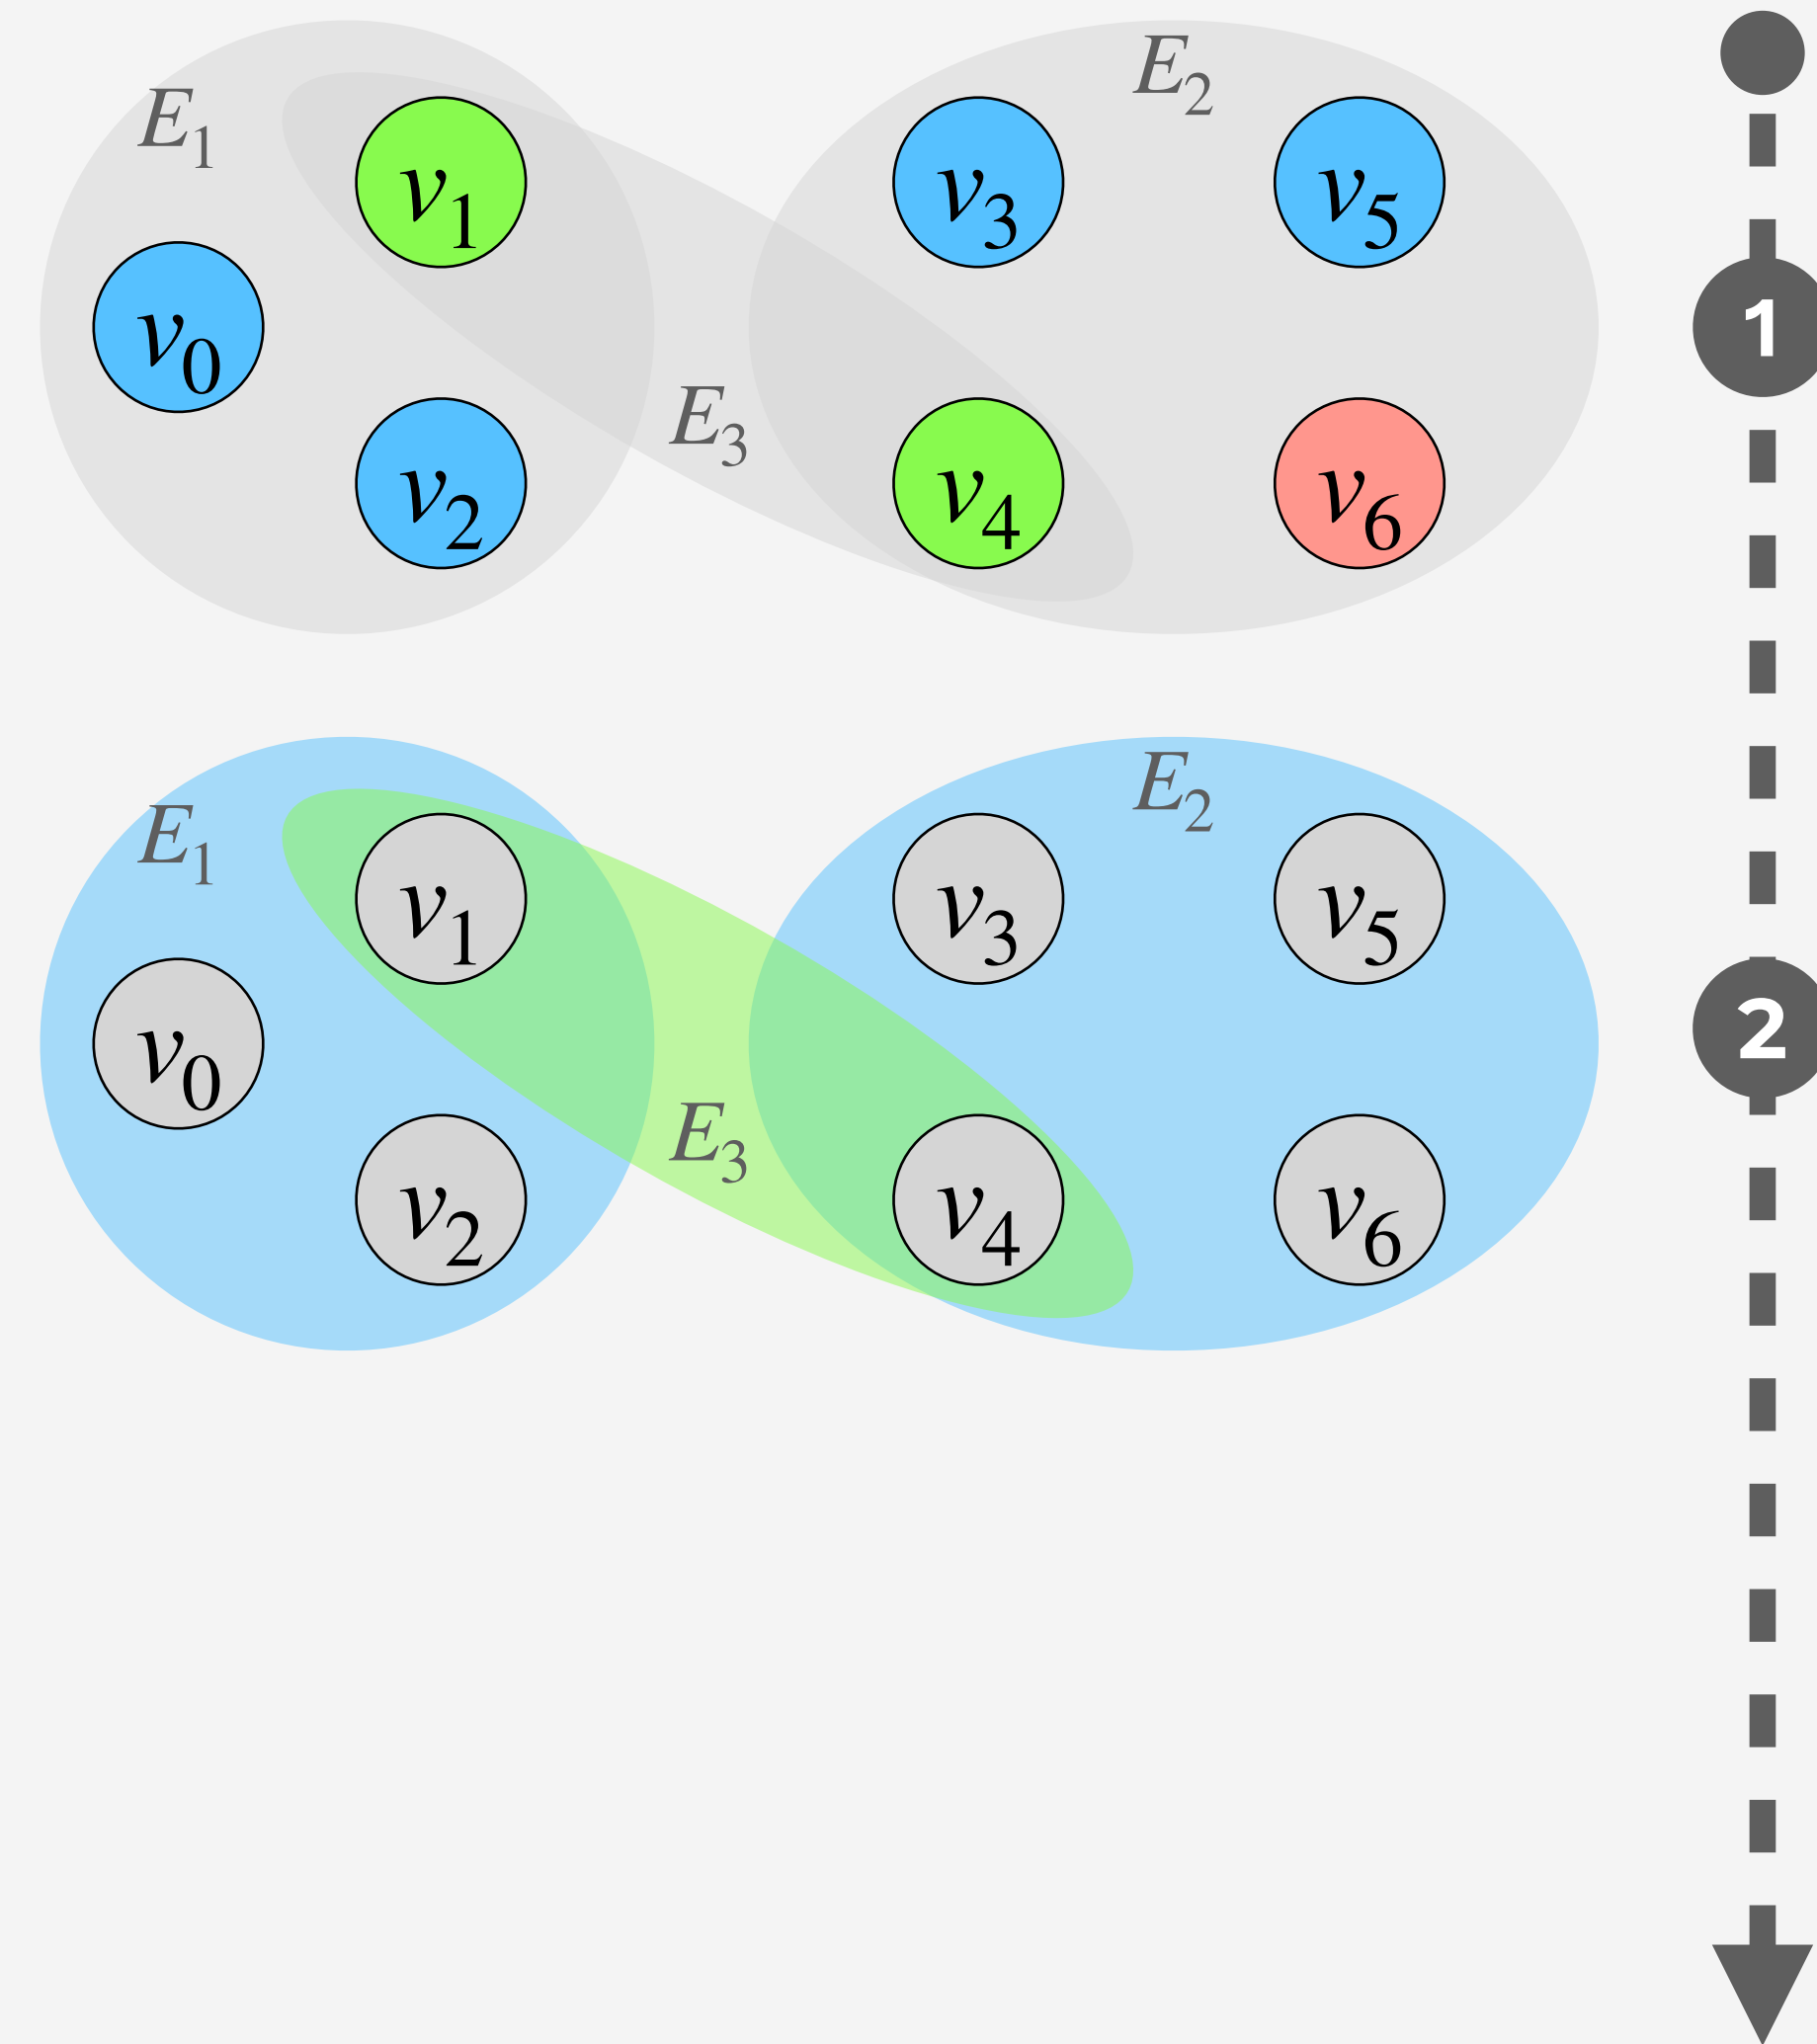 E₂
E₁
v₁ v₃ v₅
v₀
1
E₃
v₂ v₄ v₆
E₂
E₁
v₁ v₃ v₅
v₀
2
E₃
v₂ v₄ v₆